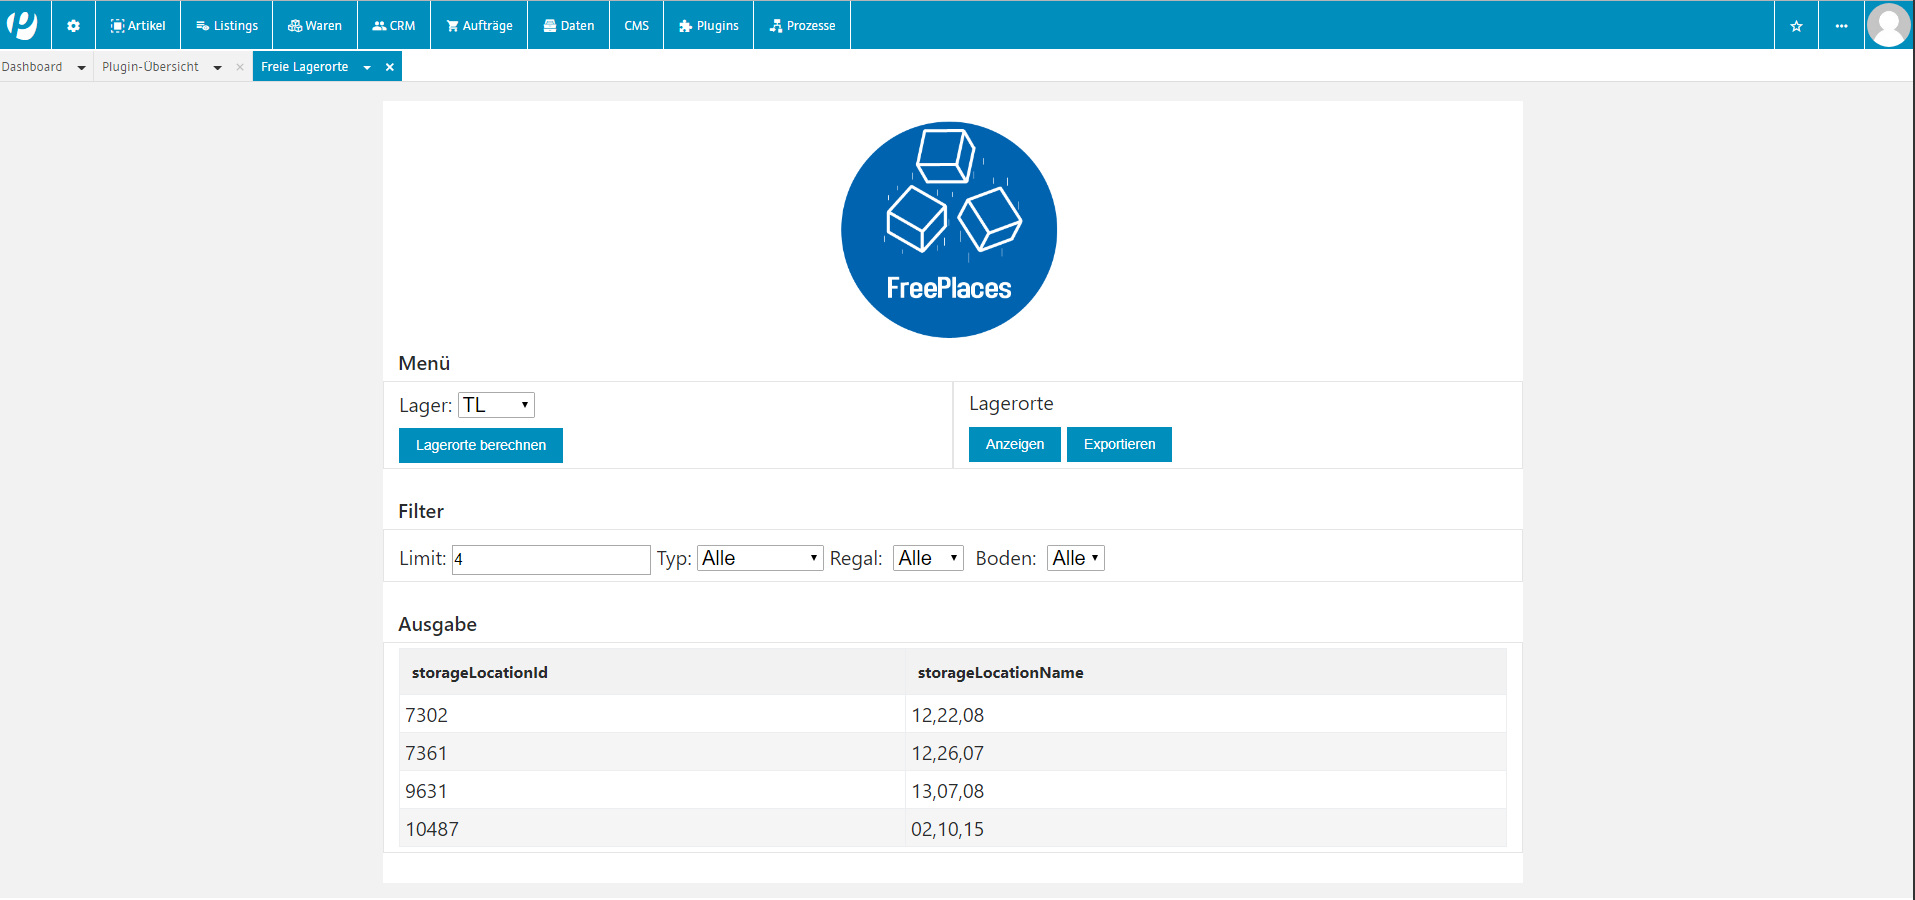 Artikel Listings Waren CRM Aufträge Daten CMS Plugins Prozesse
Dashboard Plugin-Übersicht Freie Lagerorte
FreePlaces
Menü
Lager: TL
Lagerorte berechnen
Lagerorte
Anzeigen Exportieren
Filter
Limit: 4 Typ: Alle Regal: Alle Boden: Alle
Ausgabe
storageLocationId storageLocationName
7302 12,22,08
7361 12,26,07
9631 13,07,08
10487 02,10,15